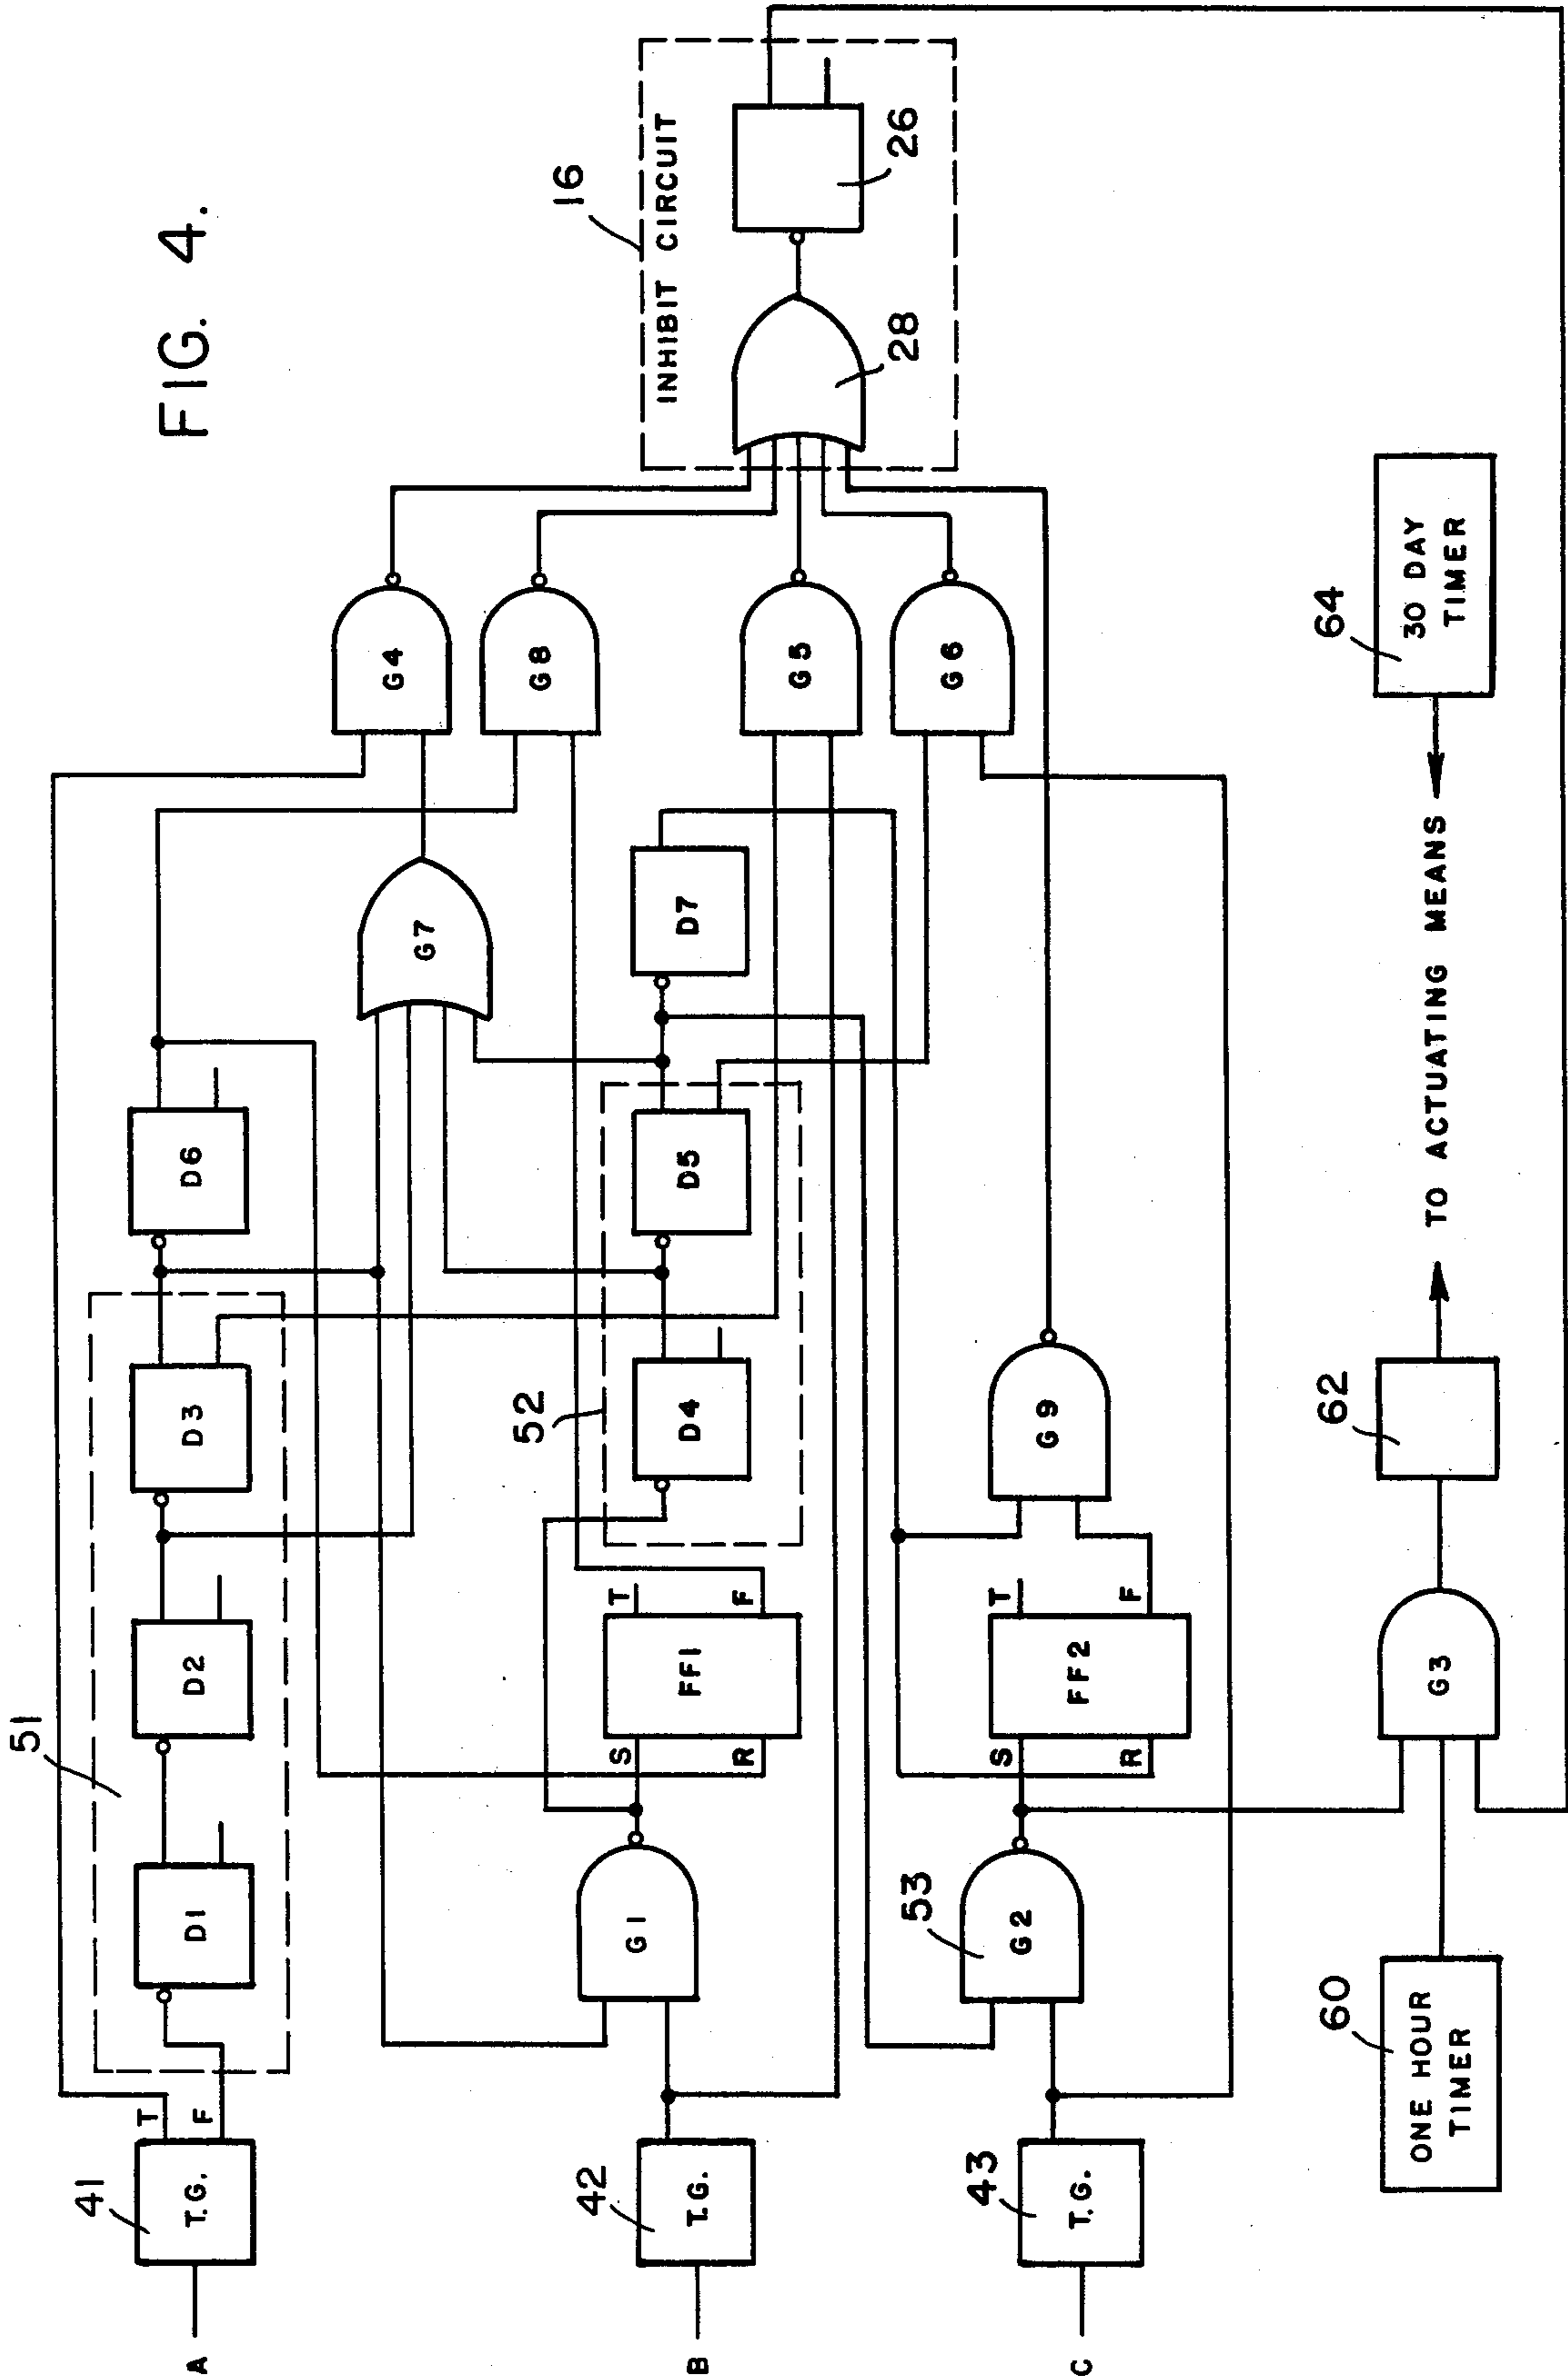 FIG. 4.
16
INHIBIT CIRCUIT
26
28
51
D1
D2
D3
D6
G4
G8
G7
G5
G6
D7
52
D4
D5
41
T.G.
T
F
A
42
T.G.
B
G1
S
R
FF1
T
F
43
T.G.
C
53
G2
S
R
FF2
T
F
G9
60
ONE HOUR
TIMER
G3
62
TO ACTUATING MEANS
64
30 DAY
TIMER